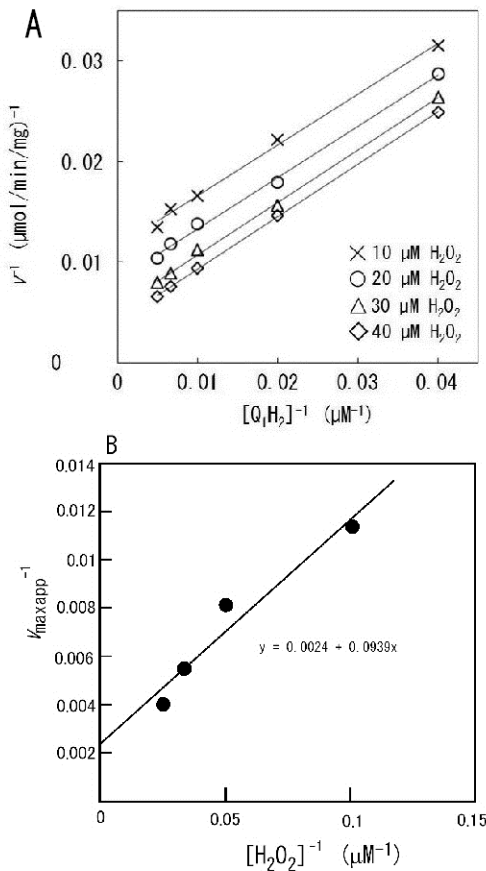 A
0.03
0.02
0.01
0
ν⁻¹ (μmol/min/mg)⁻¹
× 10 μM H₂O₂
○ 20 μM H₂O₂
△ 30 μM H₂O₂
◇ 40 μM H₂O₂
0 0.01 0.02 0.03 0.04
[Q₁H₂]⁻¹ (μM⁻¹)
B
0.014
0.012
0.01
0.008
0.006
0.004
0.002
Vmaxapp⁻¹
y = 0.0024 + 0.0939x
0 0.05 0.1 0.15
[H₂O₂]⁻¹ (μM⁻¹)